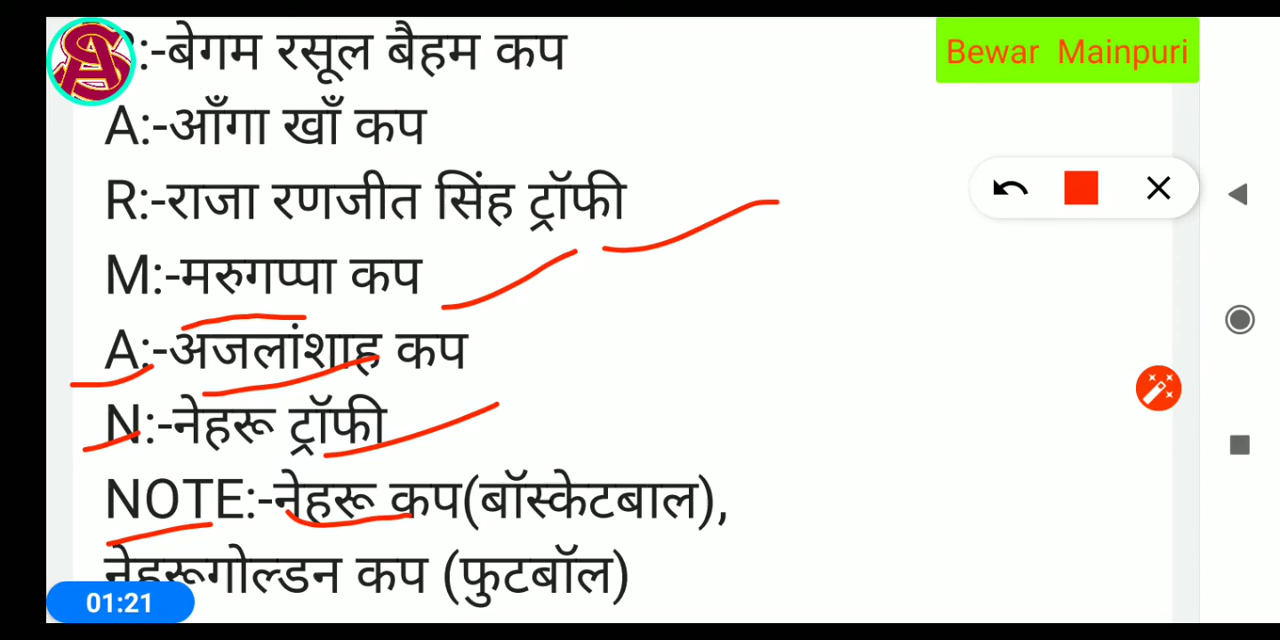 :-बेगम रसूल बैहम कप
Bewar Mainpuri
A:-आँगा खाँ कप
R:-राजा रणजीत सिंह ट्रॉफी
M:-मरुगप्पा कप
A:-अजलांशाह कप
N:-नेहरू ट्रॉफी
NOTE:-नेहरू कप(बॉस्केटबाल),
नेहरूगोल्डन कप (फुटबॉल)
01:21